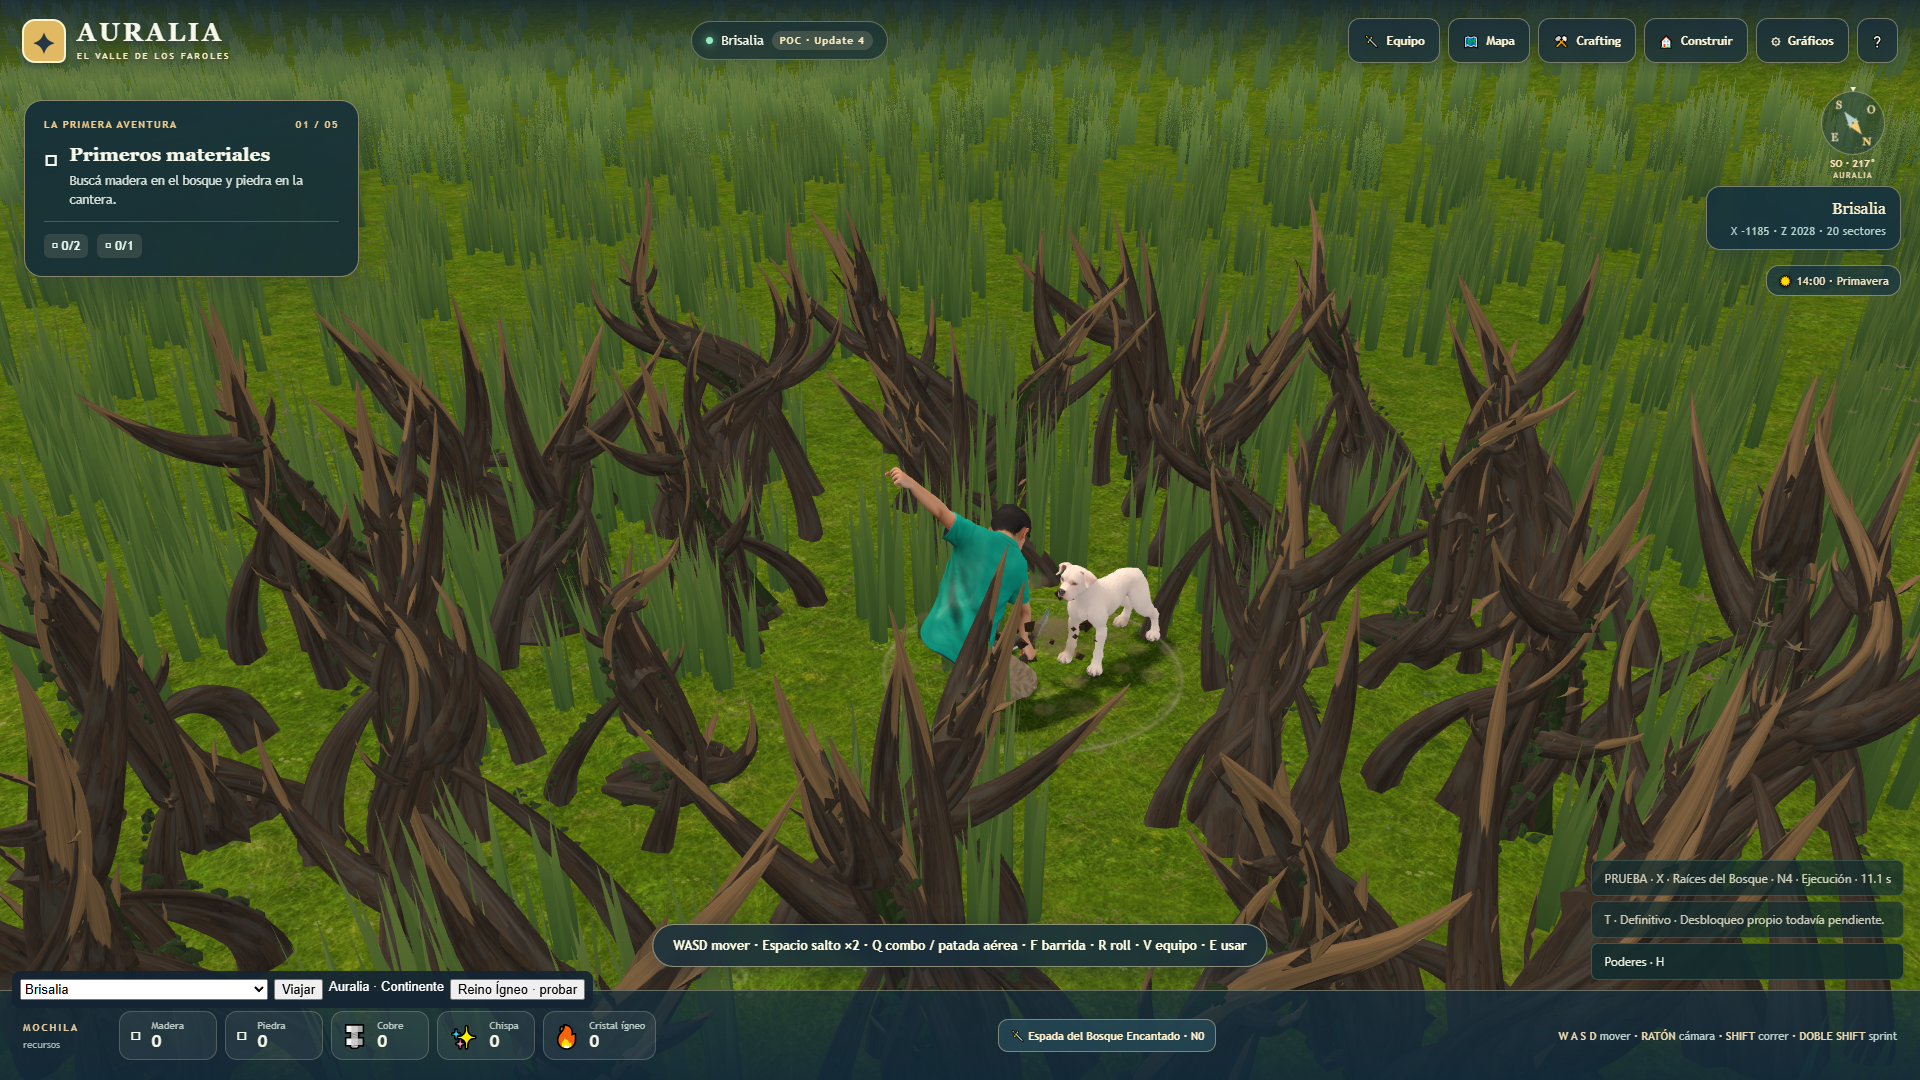 AURALIA
EL VALLE DE LOS FAROLES
Brisalia POC · Update 4
Equipo
Mapa
Crafting
Construir
Gráficos
?
LA PRIMERA AVENTURA 01 / 05
Primeros materiales
Buscá madera en el bosque y piedra en la
cantera.
0/2
0/1
S O
E N
SO · 217°
AURALIA
Brisalia
X -1185 · Z 2028 · 20 sectores
14:00 · Primavera
PRUEBA · X · Raíces del Bosque · N4 · Ejecución · 11.1 s
T · Definitivo · Desbloqueo propio todavía pendiente.
Poderes · H
WASD mover · Espacio salto ×2 · Q combo / patada aérea · F barrida · R roll · V equipo · E usar
Brisalia Viajar Auralia · Continente Reino Ígneo · probar
MOCHILA
recursos
Madera
0
Piedra
0
Cobre
0
Chispa
0
Cristal ígneo
0
Espada del Bosque Encantado · N0
W A S D mover · RATÓN cámara · SHIFT correr · DOBLE SHIFT sprint